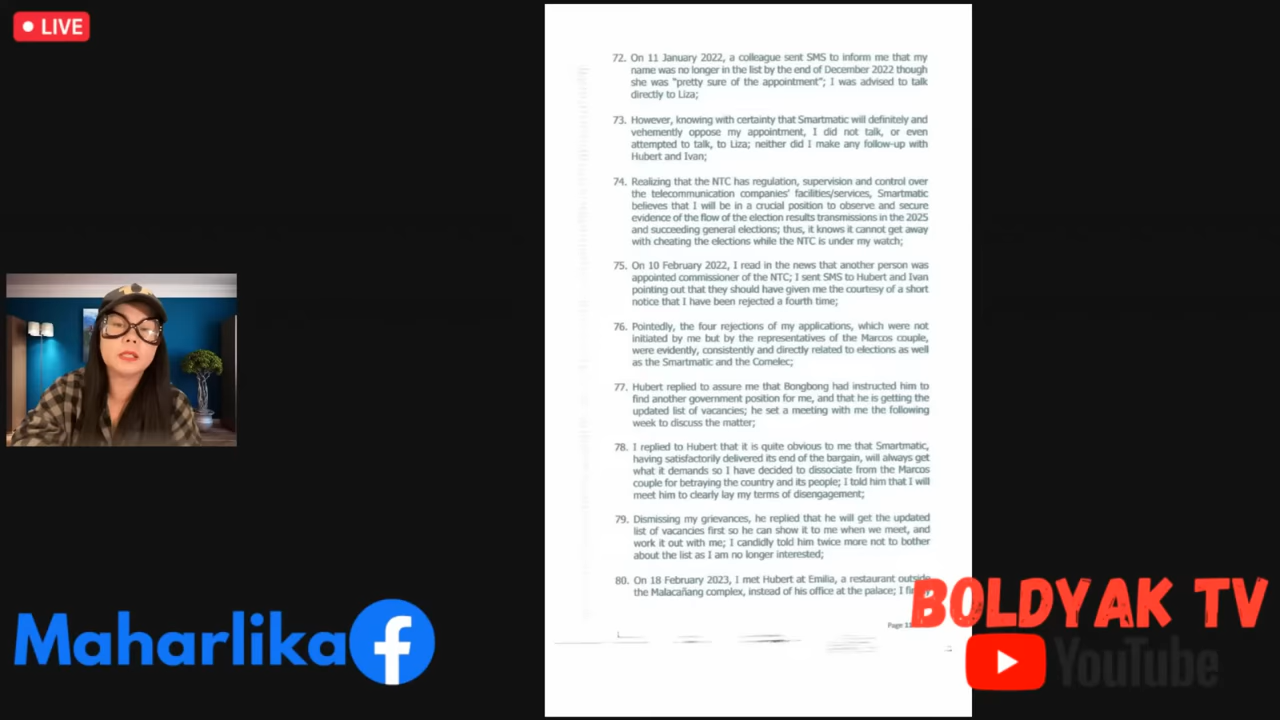 LIVE
72. On 11 January 2022, a colleague sent SMS to inform me that my
name was no longer in the list by the end of December 2022 though
she was "pretty sure of the appointment"; I was advised to talk
directly to Liza;
73. However, knowing with certainty that Smartmatic will definitely and
vehemently oppose my appointment, I did not talk, or even
attempted to talk, to Liza; neither did I make any follow-up with
Hubert and Ivan;
74. Realizing that the NTC has regulation, supervision and control over
the telecommunication companies' facilities/services, Smartmatic
believes that I will be in a crucial position to observe and secure
evidence of the flow of the election results transmissions in the 2025
and succeeding general elections; thus, it knows it cannot get away
with cheating the elections while the NTC is under my watch;
75. On 10 February 2022, I read in the news that another person was
appointed commissioner of the NTC; I sent SMS to Hubert and Ivan
pointing out that they should have given me the courtesy of a short
notice that I have been rejected a fourth time;
76. Pointedly, the four rejections of my applications, which were not
initiated by me but by the representatives of the Marcos couple,
were evidently, consistently and directly related to elections as well
as the Smartmatic and the Comelec;
77. Hubert replied to assure me that Bongbong had instructed him to
find another government position for me, and that he is getting the
updated list of vacancies; he set a meeting with me the following
week to discuss the matter;
78. I replied to Hubert that it is quite obvious to me that Smartmatic,
having satisfactorily delivered its end of the bargain, will always get
what it demands so I have decided to dissociate from the Marcos
couple for betraying the country and its people; I told him that I will
meet him to clearly lay my terms of disengagement;
79. Dismissing my grievances, he replied that he will get the updated
list of vacancies first so he can show it to me when we meet, and
work it out with me; I candidly told him twice more not to bother
about the list as I am no longer interested;
80. On 18 February 2023, I met Hubert at Emilia, a restaurant outside
the Malacañang complex, instead of his office at the palace; I
Page
Maharlika
BOLDYAK TV
YouTube